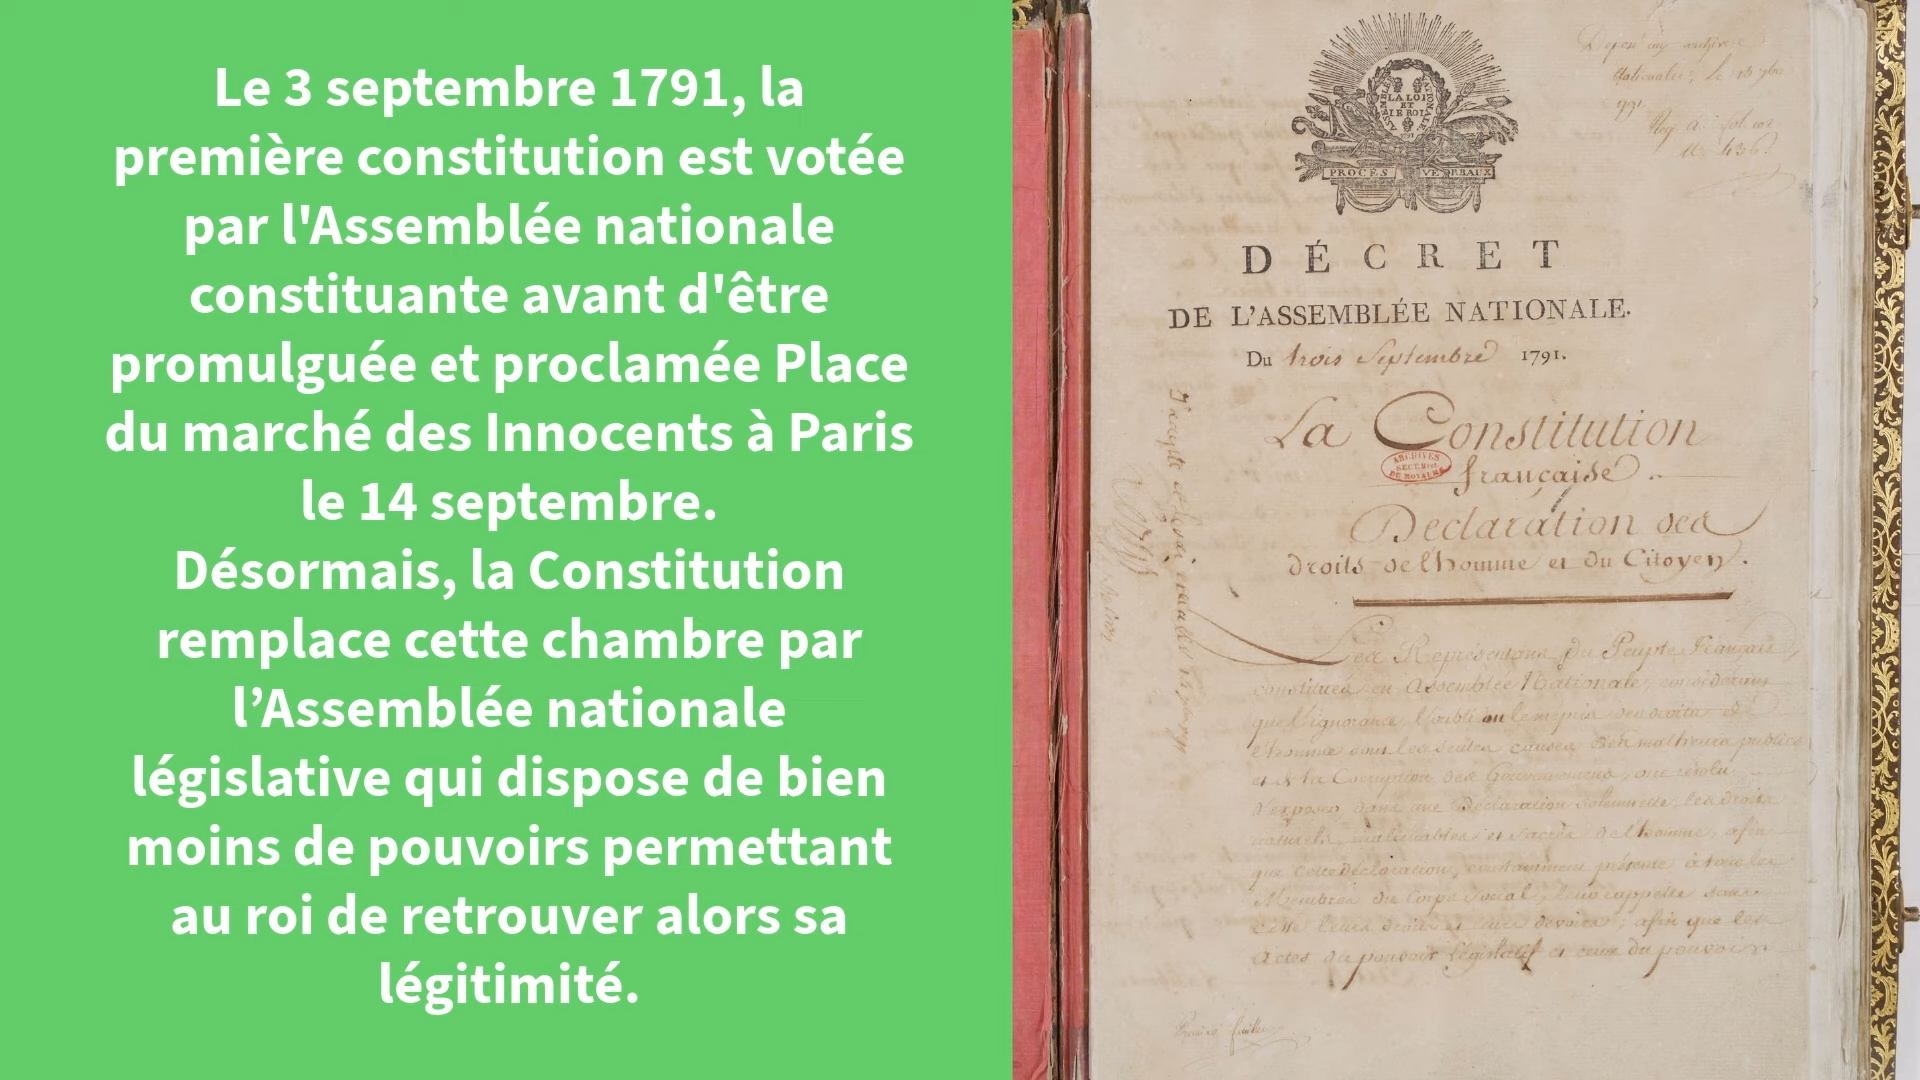 Le 3 septembre 1791, la
première constitution est votée
par l'Assemblée nationale
constituante avant d'être
promulguée et proclamée Place
du marché des Innocents à Paris
le 14 septembre.
Désormais, la Constitution
remplace cette chambre par
l’Assemblée nationale
législative qui dispose de bien
moins de pouvoirs permettant
au roi de retrouver alors sa
légitimité.
LA LOI
ET
LE ROI
PROCÈS VERBAUX
DÉCRET
DE L'ASSEMBLÉE NATIONALE.
Du trois Septembre 1791.
La Constitution
française
ARCHIVES
Declaration des
droits de l'homme et du Citoyen.
Les Représentans du Peuple Français,
constitués en Assemblée Nationale, considérant
que l'ignorance, l'oubli ou le mépris des droits de
l'homme sont les seules causes des malheurs publics
et de la Corruption des Gouvernemens, ont résolu
d'exposer dans une Déclaration solemnelle, les droits
naturels, inaliénables et sacrés de l'homme, afin
que cette déclaration, constamment présente à tous les
Membres du Corps social, leur rappelle sans
cesse leurs droits et leurs devoirs; afin que les
actes du pouvoir législatif et ceux du pouvoir